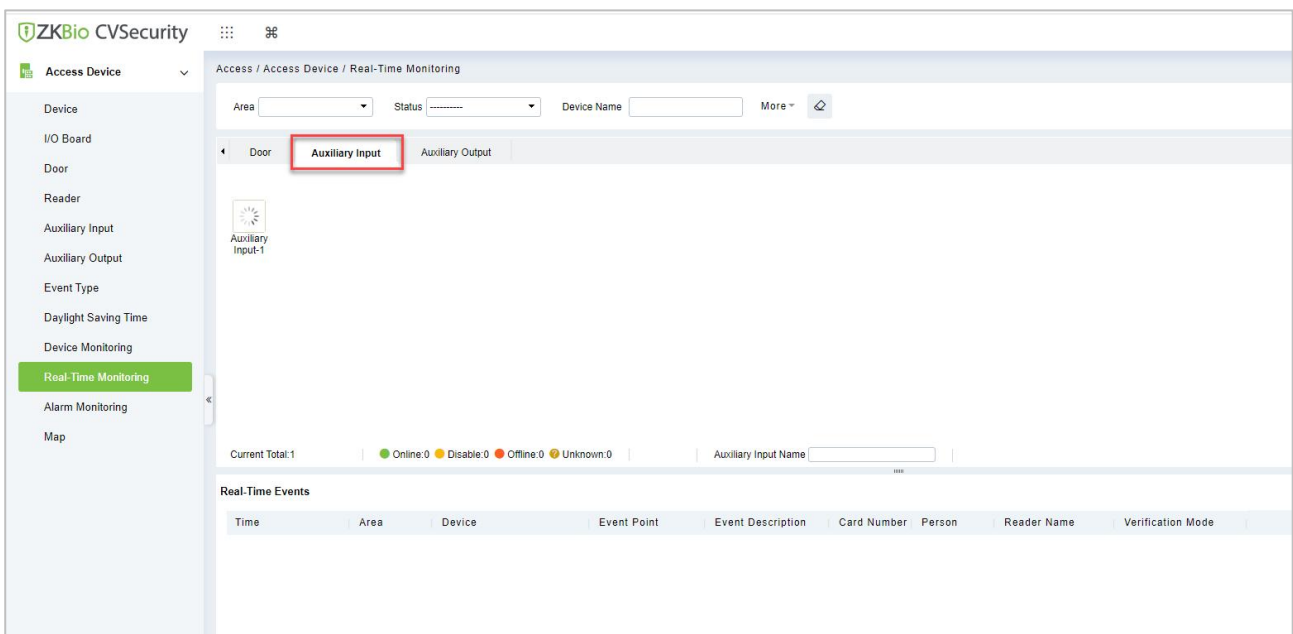 ZKBio CVSecurity
Access Device
Access / Access Device / Real-Time Monitoring
Device
I/O Board
Door
Reader
Auxiliary Input
Auxiliary Output
Event Type
Daylight Saving Time
Device Monitoring
Real-Time Monitoring
Alarm Monitoring
Map
Area Status ---------- Device Name More
Door Auxiliary Input Auxiliary Output
Auxiliary
Input-1
Current Total:1 Online:0 Disable:0 Offline:0 Unknown:0 Auxiliary Input Name
Real-Time Events
Time Area Device Event Point Event Description Card Number Person Reader Name Verification Mode